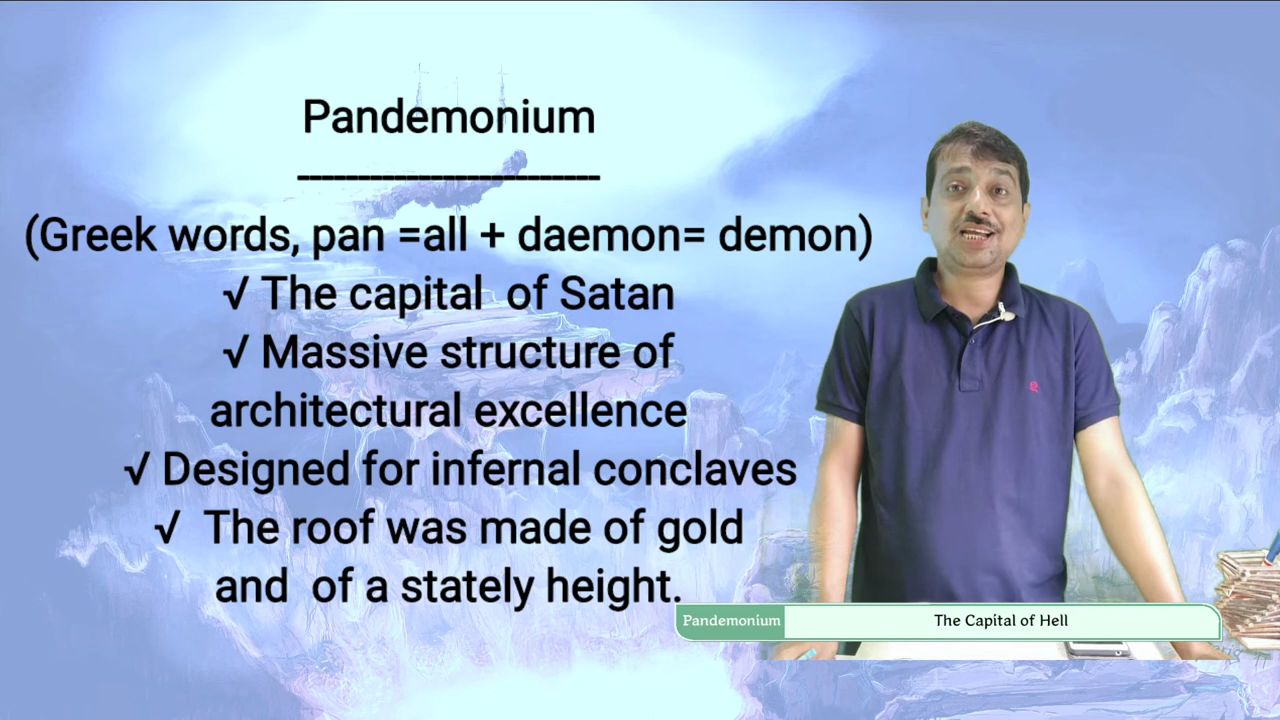 Pandemonium
-------------------------
(Greek words, pan =all + daemon= demon)
√ The capital  of Satan
√ Massive structure of
architectural excellence
√ Designed for infernal conclaves
√  The roof was made of gold
and  of a stately height.
Pandemonium
The Capital of Hell